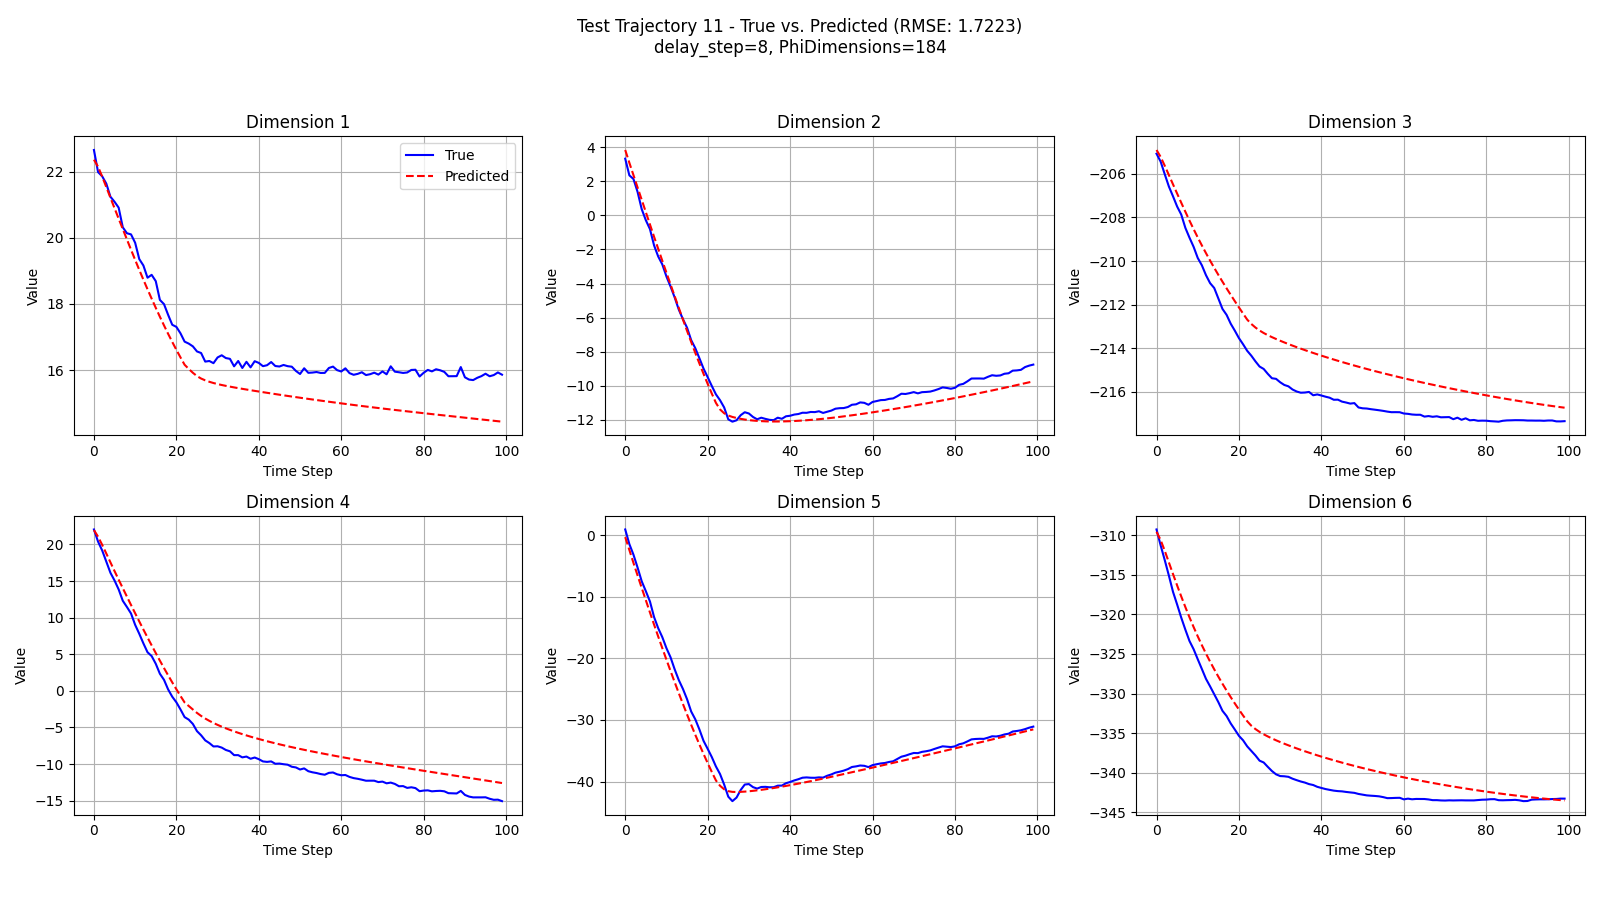 Test Trajectory 11 - True vs. Predicted (RMSE: 1.7223)
delay_step=8, PhiDimensions=184
Dimension 1
Value
22
20
18
16
True
Predicted
0 20 40 60 80 100
Time Step
Dimension 2
Value
4
2
0
−2
−4
−6
−8
−10
−12
0 20 40 60 80 100
Time Step
Dimension 3
Value
−206
−208
−210
−212
−214
−216
0 20 40 60 80 100
Time Step
Dimension 4
Value
20
15
10
5
0
−5
−10
−15
0 20 40 60 80 100
Time Step
Dimension 5
Value
0
−10
−20
−30
−40
0 20 40 60 80 100
Time Step
Dimension 6
Value
−310
−315
−320
−325
−330
−335
−340
−345
0 20 40 60 80 100
Time Step